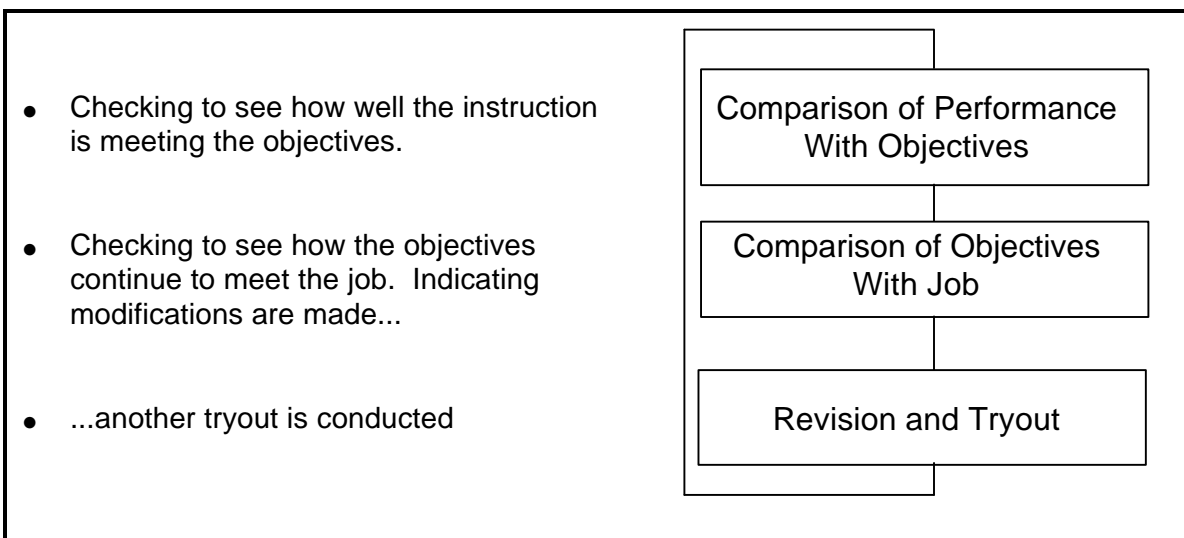 ● Checking to see how well the instruction
is meeting the objectives.
Comparison of Performance
With Objectives
● Checking to see how the objectives
continue to meet the job.  Indicating
modifications are made...
Comparison of Objectives
With Job
● ...another tryout is conducted
Revision and Tryout